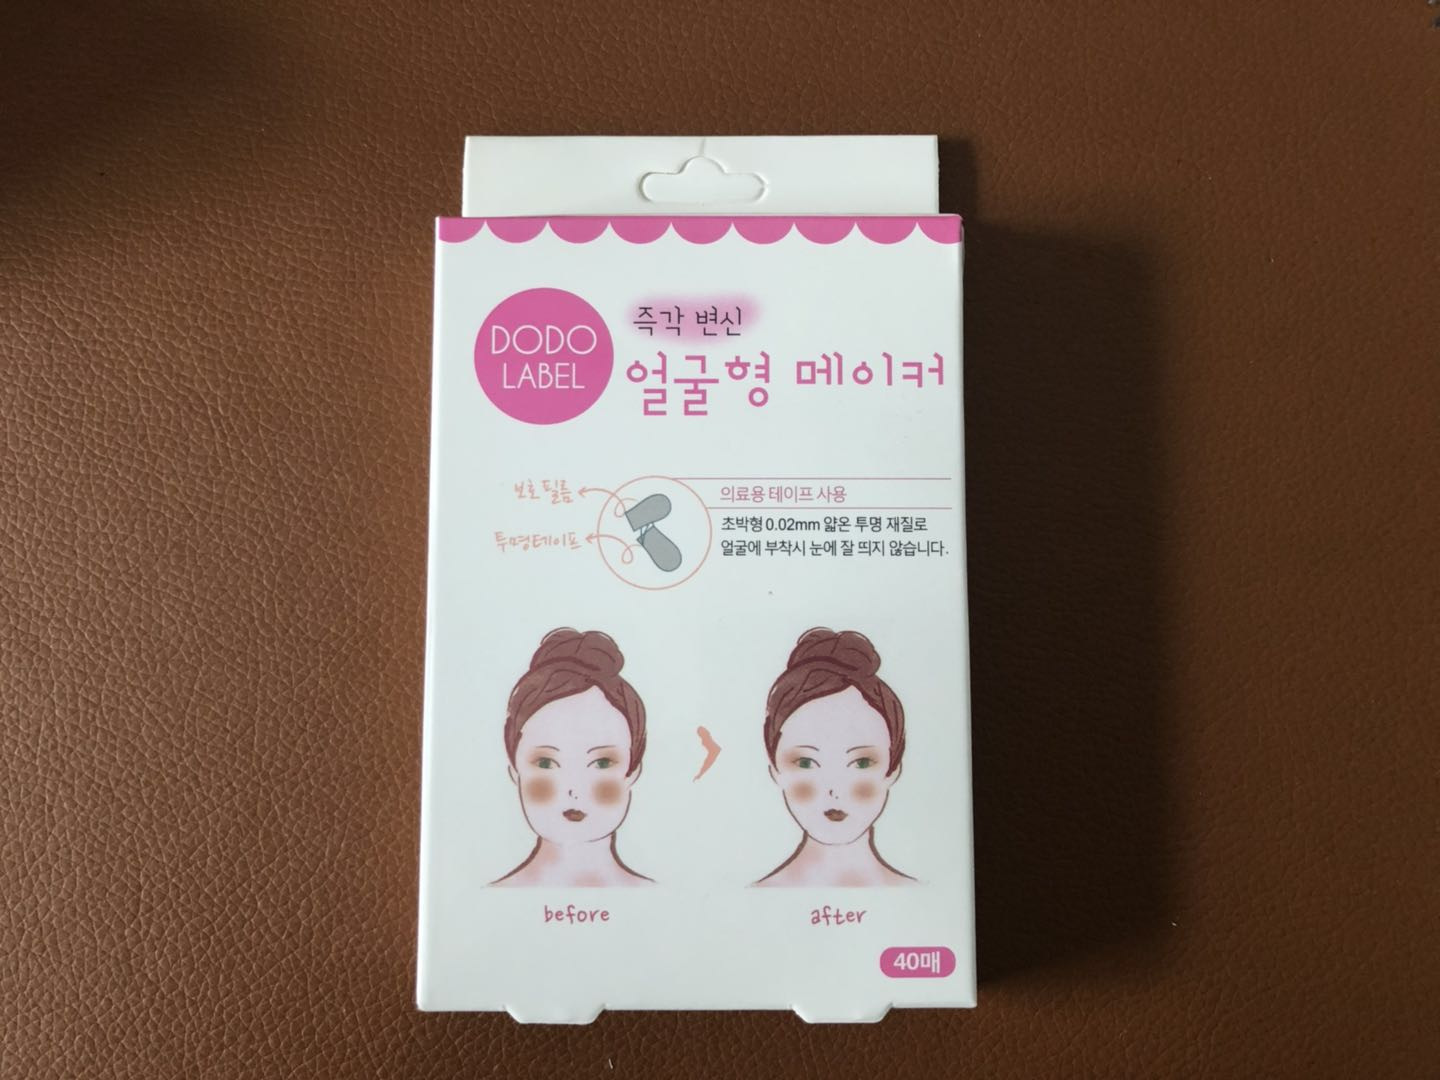 DODO
LABEL
즉각 변신
얼굴형 메이커
보호필름
투명테이프
의료용 테이프 사용
초박형 0.02mm 얇온 투명 재질로
얼굴에 부착시 눈에 잘 띄지 않습니다.
before
after
40매